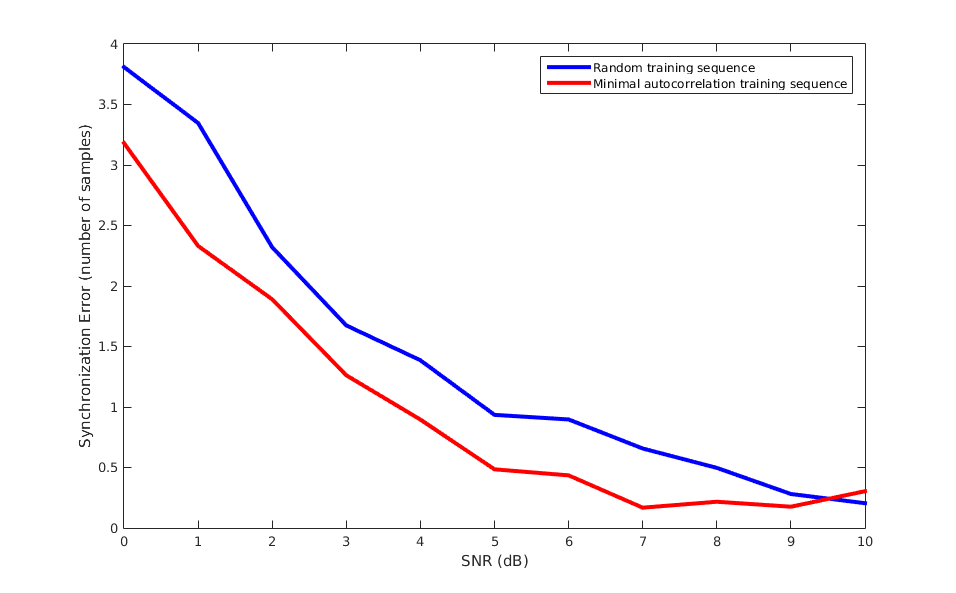 Random training sequence
Minimal autocorrelation training sequence
4
3.5
3
2.5
2
1.5
1
0.5
0
Synchronization Error (number of samples)
0 1 2 3 4 5 6 7 8 9 10
SNR (dB)